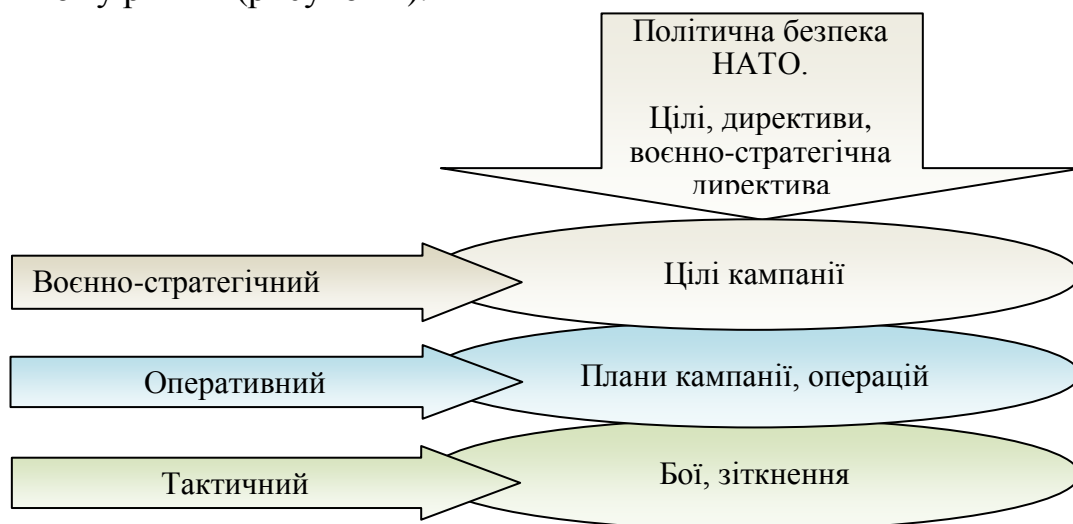 Політична безпека
НАТО.
Цілі, директиви,
воєнно-стратегічна
директива
Воєнно-стратегічний
Цілі кампанії
Оперативний
Плани кампанії, операцій
Тактичний
Бої, зіткнення